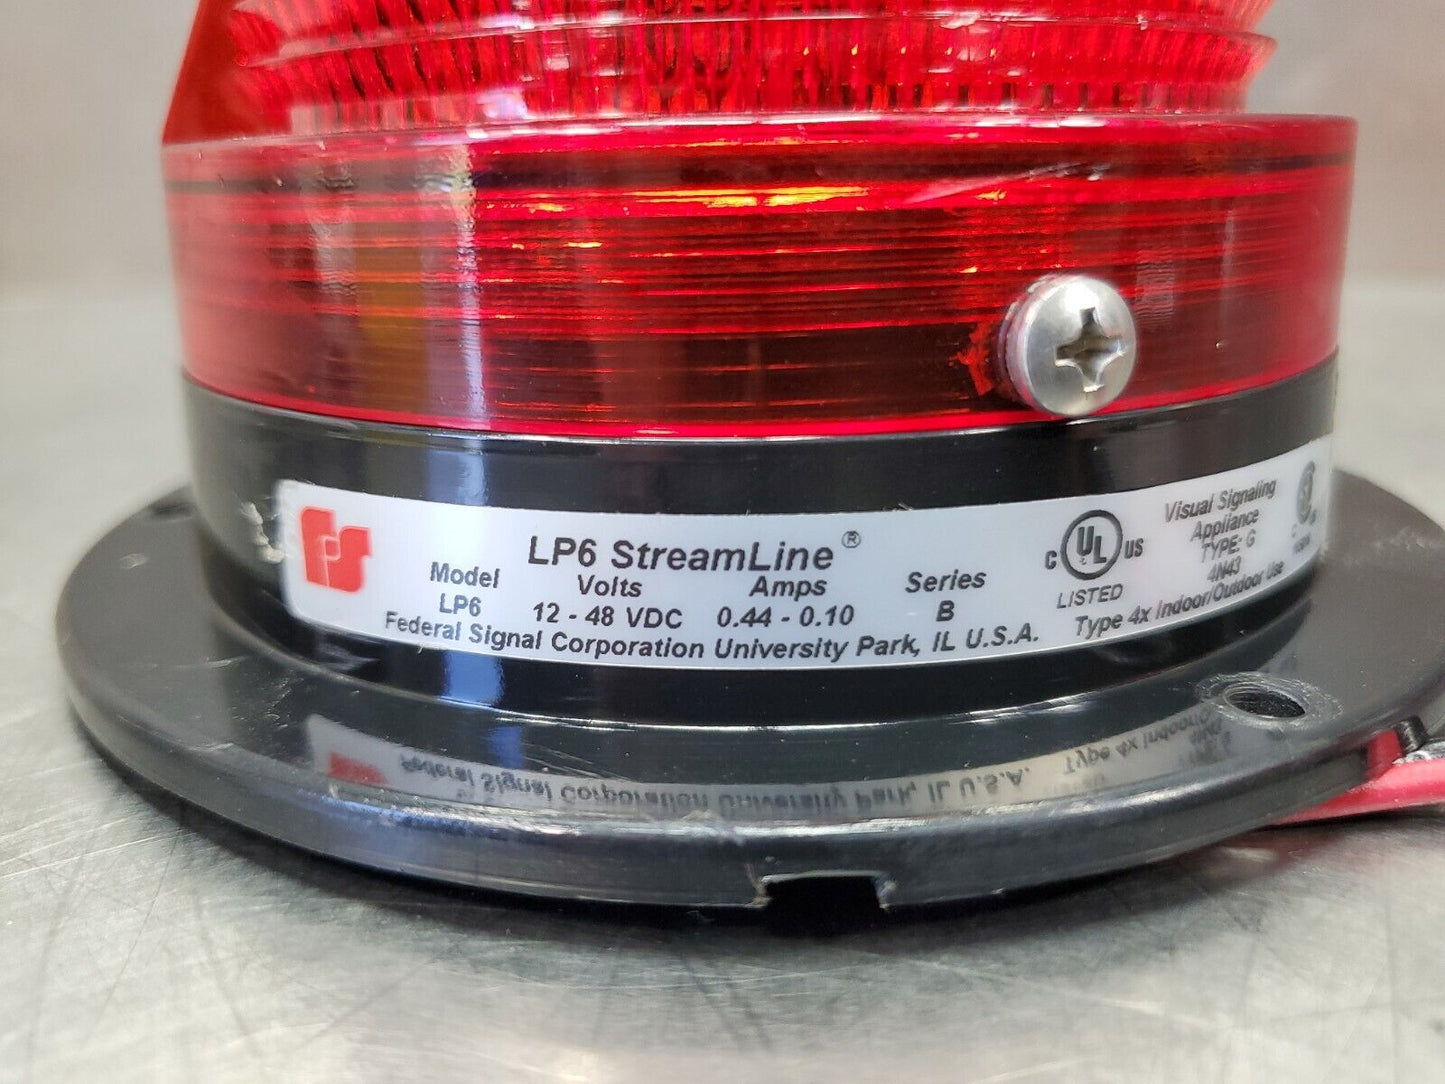 LP6 StreamLine®
Model Volts Amps Series
LP6 12 - 48 VDC 0.44 - 0.10 B
Federal Signal Corporation University Park, IL U.S.A.
C UL US
LISTED
Visual Signaling
Appliance
TYPE: G
4N43
Type 4x Indoor/Outdoor Use